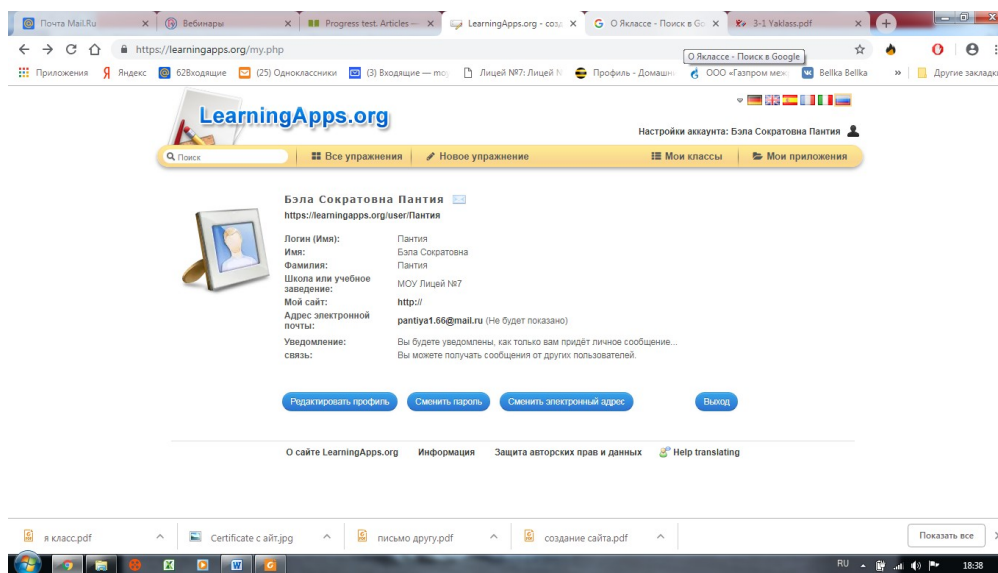 Почта Mail.Ru
Вебинары
Progress test. Articles —
LearningApps.org - созд
О Яклассе - Поиск в Go
3-1 Yaklass.pdf
https://learningapps.org/my.php
О Яклассе - Поиск в Google
Приложения
Яндекс
62Входящие
(25) Одноклассники
(3) Входящие — mo
Лицей №7: Лицей N
Профиль - Домашн
ООО «Газпром меж
Bellka Bellka
»
Другие закладки
LearningApps.org
Настройки аккаунта: Бэла Сократовна Пантия
Поиск
Все упражнения
Новое упражнение
Мои классы
Мои приложения
Бэла Сократовна Пантия
https://learningapps.org/user/Пантия
Логин (Имя): Пантия
Имя: Бэла Сократовна
Фамилия: Пантия
Школа или учебное
заведение: МОУ Лицей №7
Мой сайт: http://
Адрес электронной
почты: pantiya1.66@mail.ru (Не будет показано)
Уведомление: Вы будете уведомлены, как только вам придёт личное сообщение...
связь: Вы можете получать сообщения от других пользователей.
Редактировать профиль
Сменить пароль
Сменить электронный адрес
Выход
О сайте LearningApps.org
Информация
Защита авторских прав и данных
Help translating
я класс.pdf
Certificate с айт.jpg
письмо другу.pdf
создание сайта.pdf
Показать все
RU
18:38